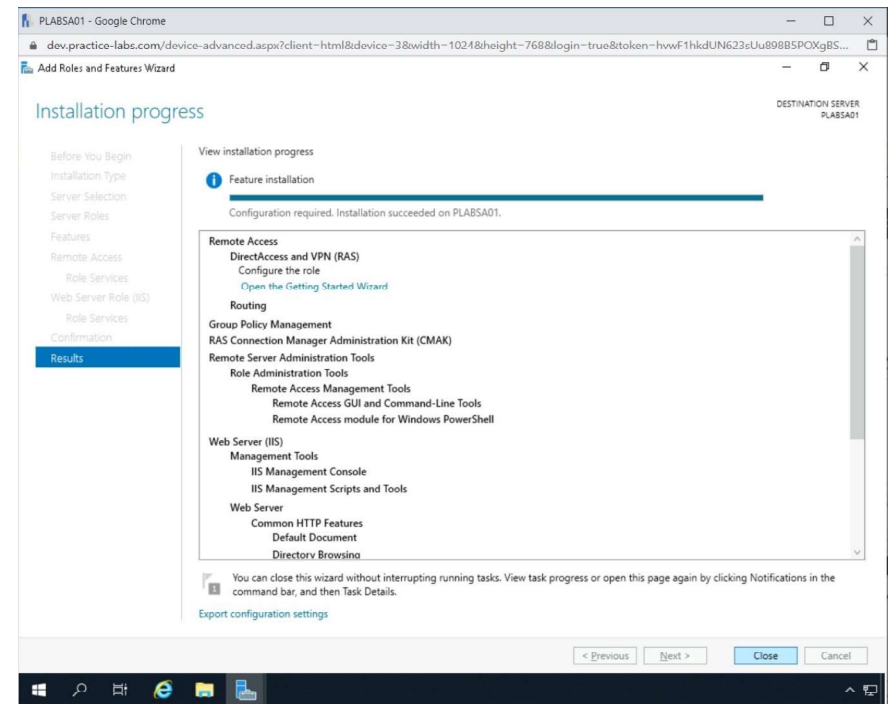 PLABSA01 - Google Chrome
dev.practice-labs.com/device-advanced.aspx?client=html&device=3&width=1024&height=768&login=true&token=hvwF1hkdUN623sUu898B5POXgBS...
Add Roles and Features Wizard
Installation progress
DESTINATION SERVER
PLABSA01
Before You Begin
Installation Type
Server Selection
Server Roles
Features
Remote Access
Role Services
Web Server Role (IIS)
Role Services
Confirmation
Results
View installation progress
Feature installation
Configuration required. Installation succeeded on PLABSA01.
Remote Access
DirectAccess and VPN (RAS)
Configure the role
Open the Getting Started Wizard
Routing
Group Policy Management
RAS Connection Manager Administration Kit (CMAK)
Remote Server Administration Tools
Role Administration Tools
Remote Access Management Tools
Remote Access GUI and Command-Line Tools
Remote Access module for Windows PowerShell
Web Server (IIS)
Management Tools
IIS Management Console
IIS Management Scripts and Tools
Web Server
Common HTTP Features
Default Document
Directory Browsing
1
You can close this wizard without interrupting running tasks. View task progress or open this page again by clicking Notifications in the
command bar, and then Task Details.
Export configuration settings
< Previous
Next >
Close
Cancel